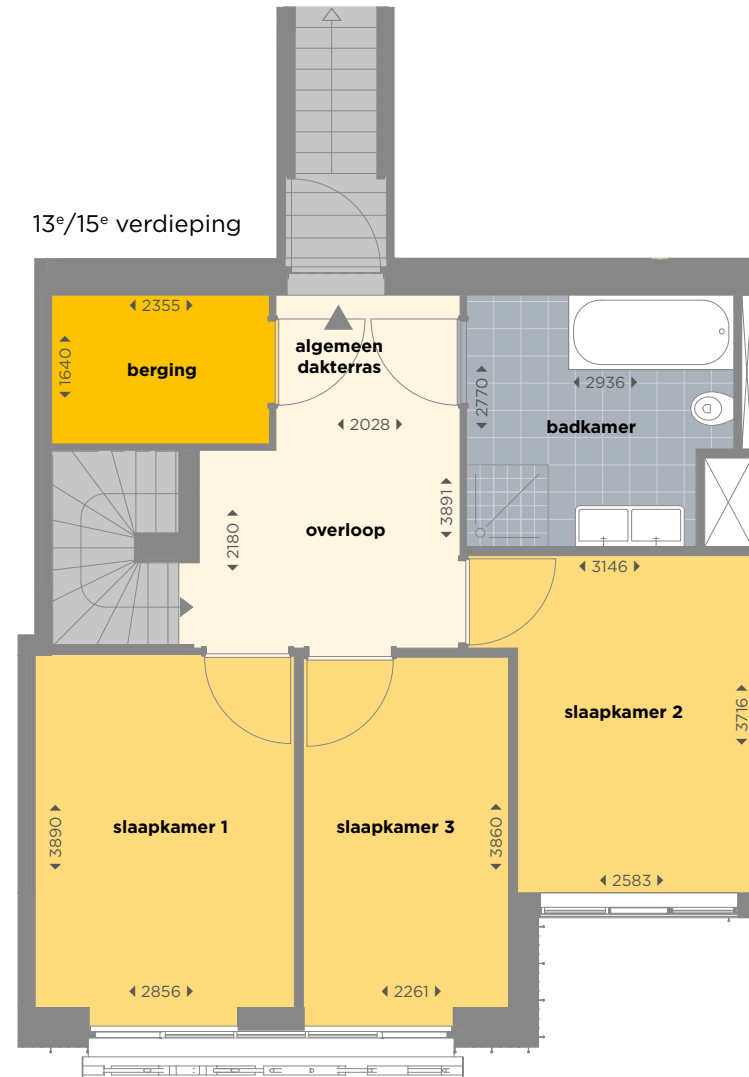 13e/15e verdieping
2355
1640
berging
algemeen
dakterras
2028
2770
2936
badkamer
2180
overloop
3891
3146
slaapkamer 2
3716
3890
slaapkamer 1
slaapkamer 3
3860
2583
2856
2261